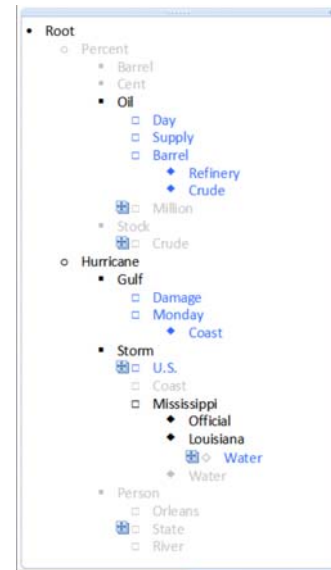 Root
Percent
Barrel
Cent
Oil
Day
Supply
Barrel
Refinery
Crude
Million
Stock
Crude
Hurricane
Gulf
Damage
Monday
Coast
Storm
U.S.
Coast
Mississippi
Official
Louisiana
Water
Water
Person
Orleans
State
River